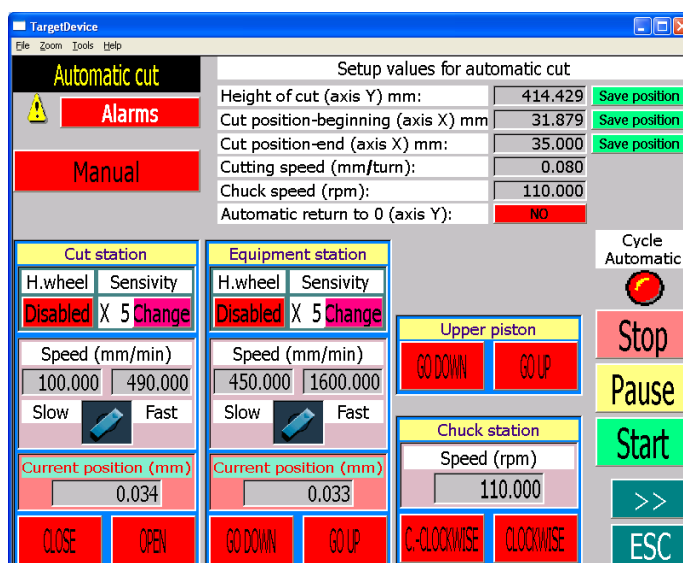 TargetDevice
File Zoom Tools Help
Automatic cut
Alarms
Manual
Setup values for automatic cut
Height of cut (axis Y) mm: 414.429 Save position
Cut position-beginning (axis X) mm 31.879 Save position
Cut position-end (axis X) mm: 35.000 Save position
Cutting speed (mm/turn): 0.080
Chuck speed (rpm): 110.000
Automatic return to 0 (axis Y): NO
Cut station
H.wheel Sensivity
Disabled X 5 Change
Speed (mm/min)
100.000 490.000
Slow Fast
Current position (mm)
0.034
CLOSE OPEN
Equipment station
H.wheel Sensivity
Disabled X 5 Change
Speed (mm/min)
450.000 1600.000
Slow Fast
Current position (mm)
0.033
GO DOWN GO UP
Upper piston
GO DOWN GO UP
Chuck station
Speed (rpm)
110.000
C.-CLOCKWISE CLOCKWISE
Cycle
Automatic
Stop
Pause
Start
>>
ESC